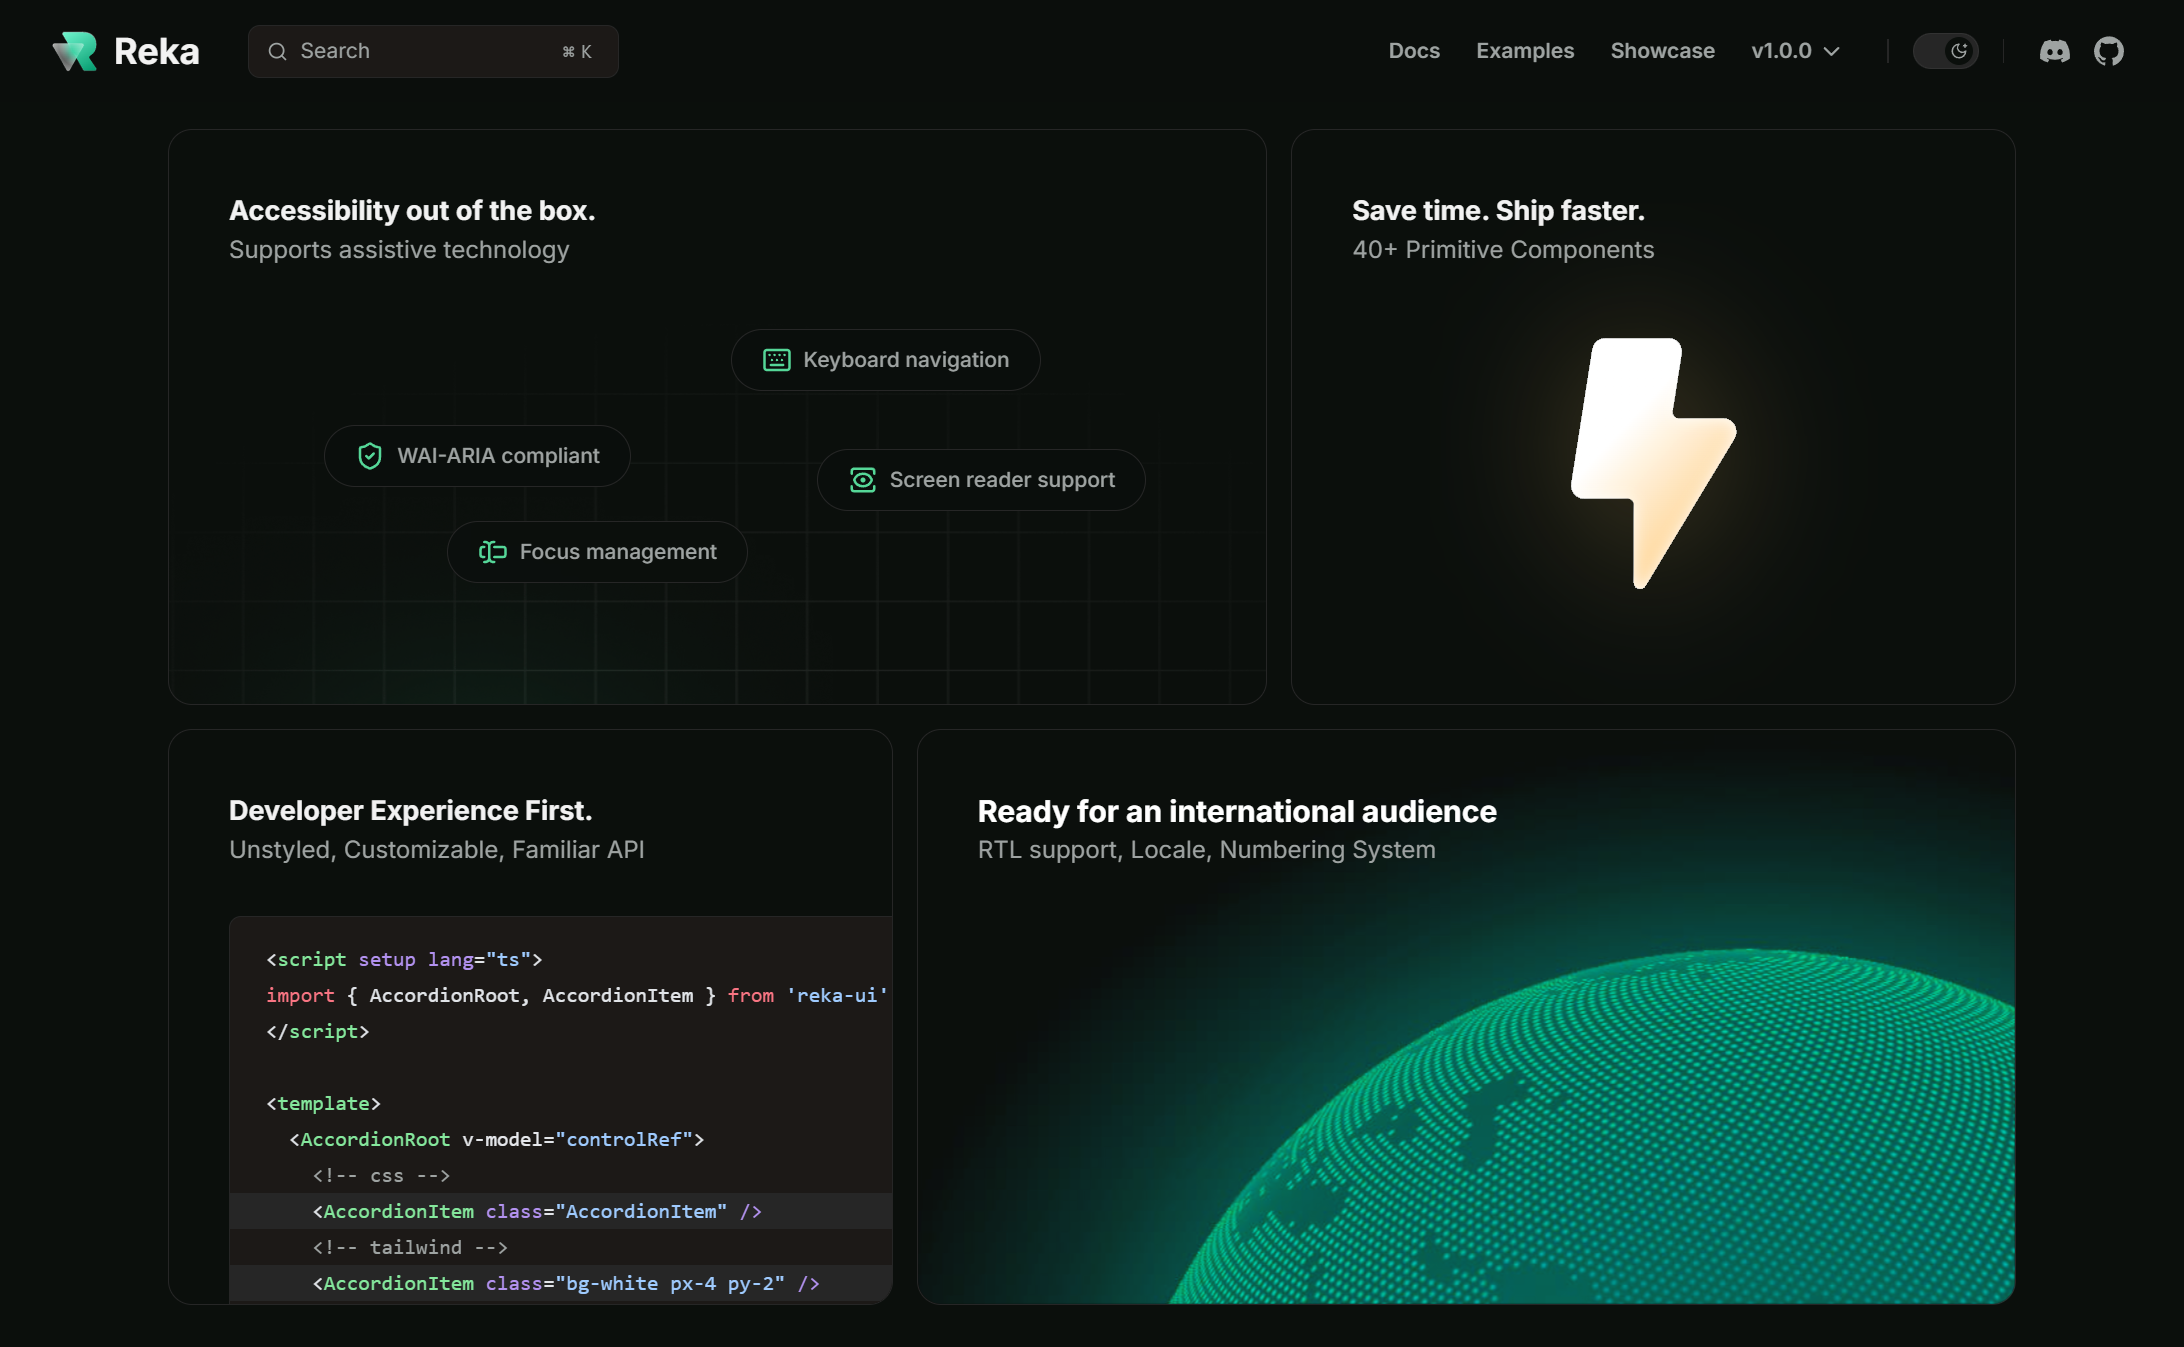 Reka
Search
⌘ K
Docs
Examples
Showcase
v1.0.0
Accessibility out of the box.
Supports assistive technology
Keyboard navigation
WAI-ARIA compliant
Screen reader support
Focus management
Save time. Ship faster.
40+ Primitive Components
Developer Experience First.
Unstyled, Customizable, Familiar API
<script setup lang="ts">
import { AccordionRoot, AccordionItem } from 'reka-ui'
</script>
<template>
<AccordionRoot v-model="controlRef">
<!-- css -->
<AccordionItem class="AccordionItem" />
<!-- tailwind -->
<AccordionItem class="bg-white px-4 py-2" />
Ready for an international audience
RTL support, Locale, Numbering System